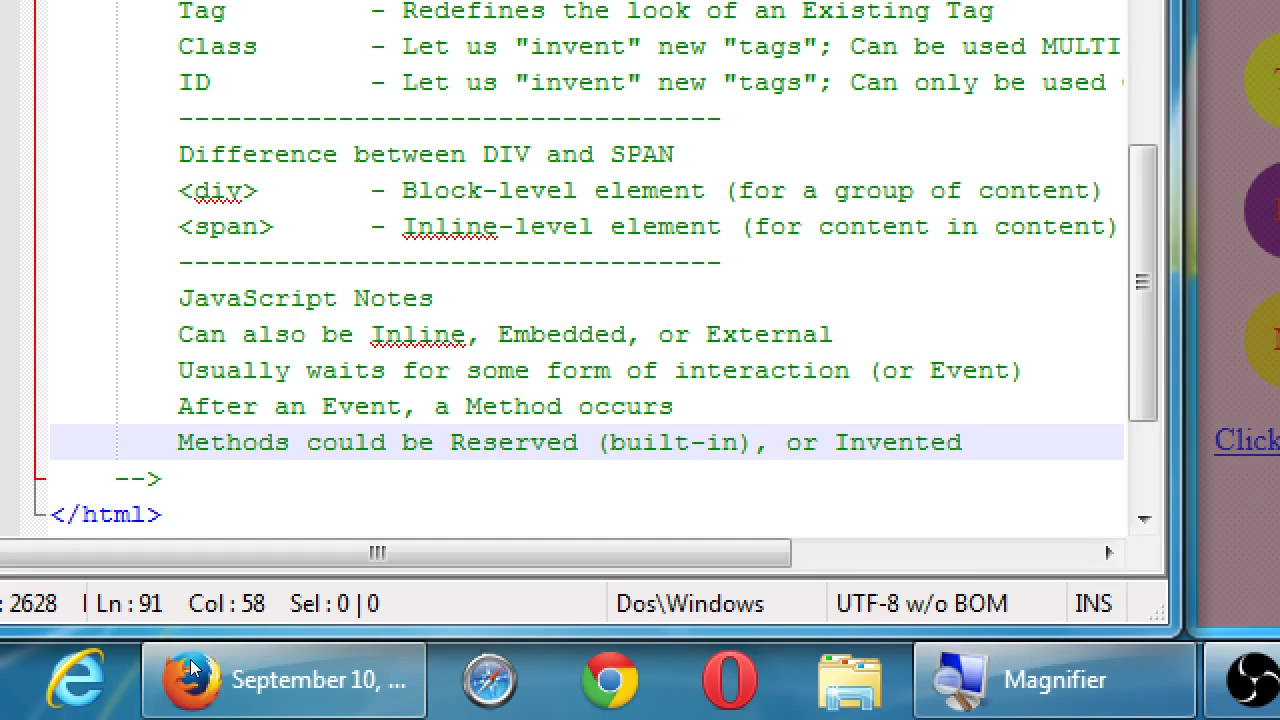 Tag - Redefines the look of an Existing Tag
Class - Let us "invent" new "tags"; Can be used MULTI
ID - Let us "invent" new "tags"; Can only be used
----------------------------------
Difference between DIV and SPAN
<div> - Block-level element (for a group of content)
<span> - Inline-level element (for content in content)
----------------------------------
JavaScript Notes
Can also be Inline, Embedded, or External
Usually waits for some form of interaction (or Event)
After an Event, a Method occurs
Methods could be Reserved (built-in), or Invented
-->
</html>
Click
: 2628 Ln : 91 Col : 58 Sel : 0 | 0 Dos\Windows UTF-8 w/o BOM INS
September 10, ... Magnifier